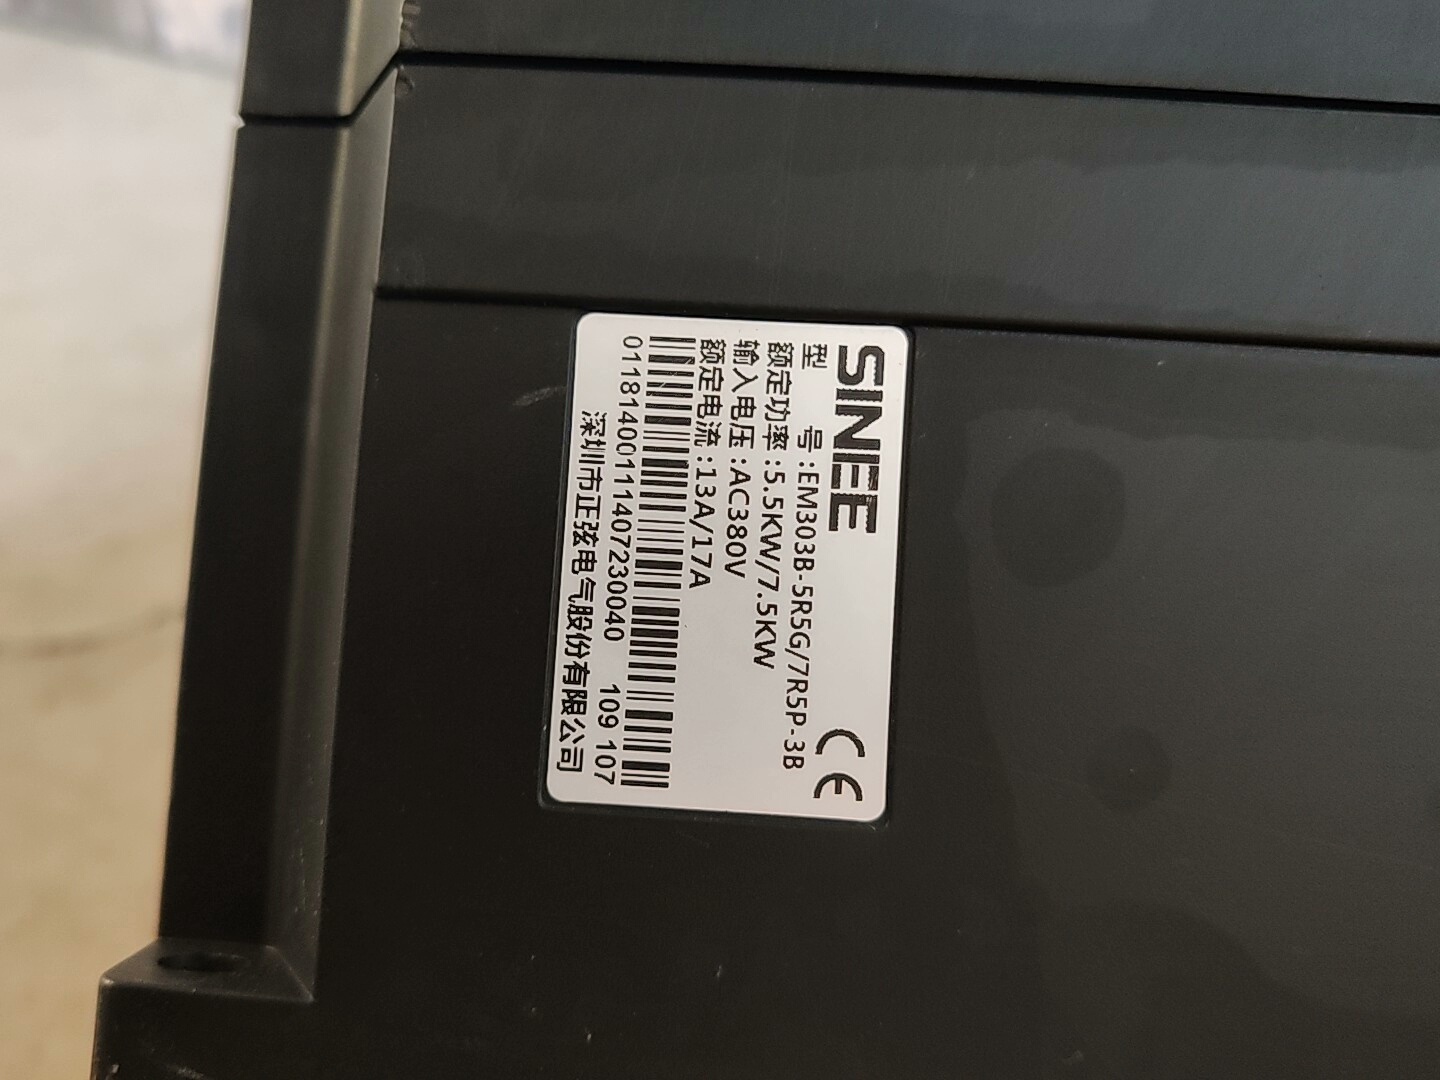 SINEE
CE
型 号:EM303B-5R5G/7R5P-3B
额定功率:5.5KW/7.5KW
输入电压:AC380V
额定电流:13A/17A
01181400111407230040 109 107
深圳市正弦电气股份有限公司